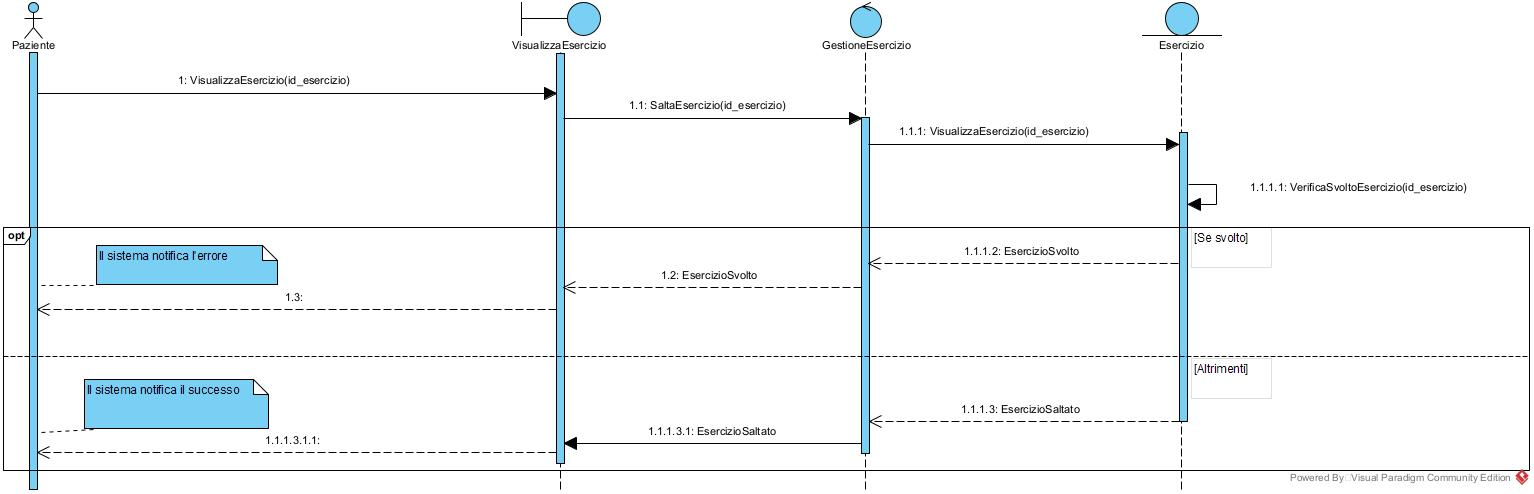 Paziente
VisualizzaEsercizio
GestioneEsercizio
Esercizio
1: VisualizzaEsercizio(id_esercizio)
1.1: SaltaEsercizio(id_esercizio)
1.1.1: VisualizzaEsercizio(id_esercizio)
1.1.1.1: VerificaSvoltoEsercizio(id_esercizio)
opt
[Se svolto]
Il sistema notifica l'errore
1.1.1.2: EsercizioSvolto
1.2: EsercizioSvolto
1.3:
[Altrimenti]
Il sistema notifica il successo
1.1.1.3: EsercizioSaltato
1.1.1.3.1: EsercizioSaltato
1.1.1.3.1.1:
Powered By Visual Paradigm Community Edition